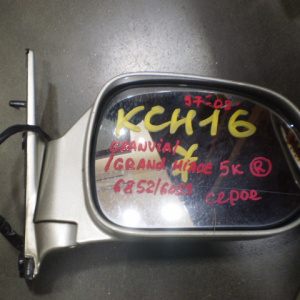 97-02
KCH16
GRANVIA/
/GRAND HIACE 5K Ⓡ
6852/6023
серое